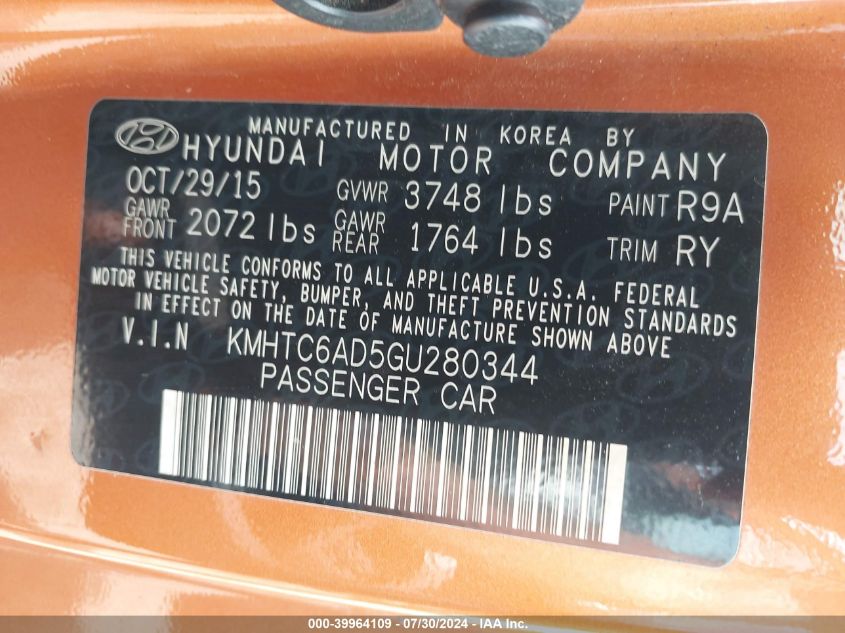 MANUFACTURED IN KOREA BY
HYUNDAI MOTOR COMPANY
OCT/29/15 GVWR 3748 lbs PAINT R9A
GAWR FRONT 2072 lbs GAWR REAR 1764 lbs TRIM RY
THIS VEHICLE CONFORMS TO ALL APPLICABLE U.S.A. FEDERAL
MOTOR VEHICLE SAFETY, BUMPER, AND THEFT PREVENTION STANDARDS
IN EFFECT ON THE DATE OF MANUFACTURE SHOWN ABOVE
V.I.N KMHTC6AD5GU280344
PASSENGER CAR
000-39964109 - 07/30/2024 - IAA Inc.